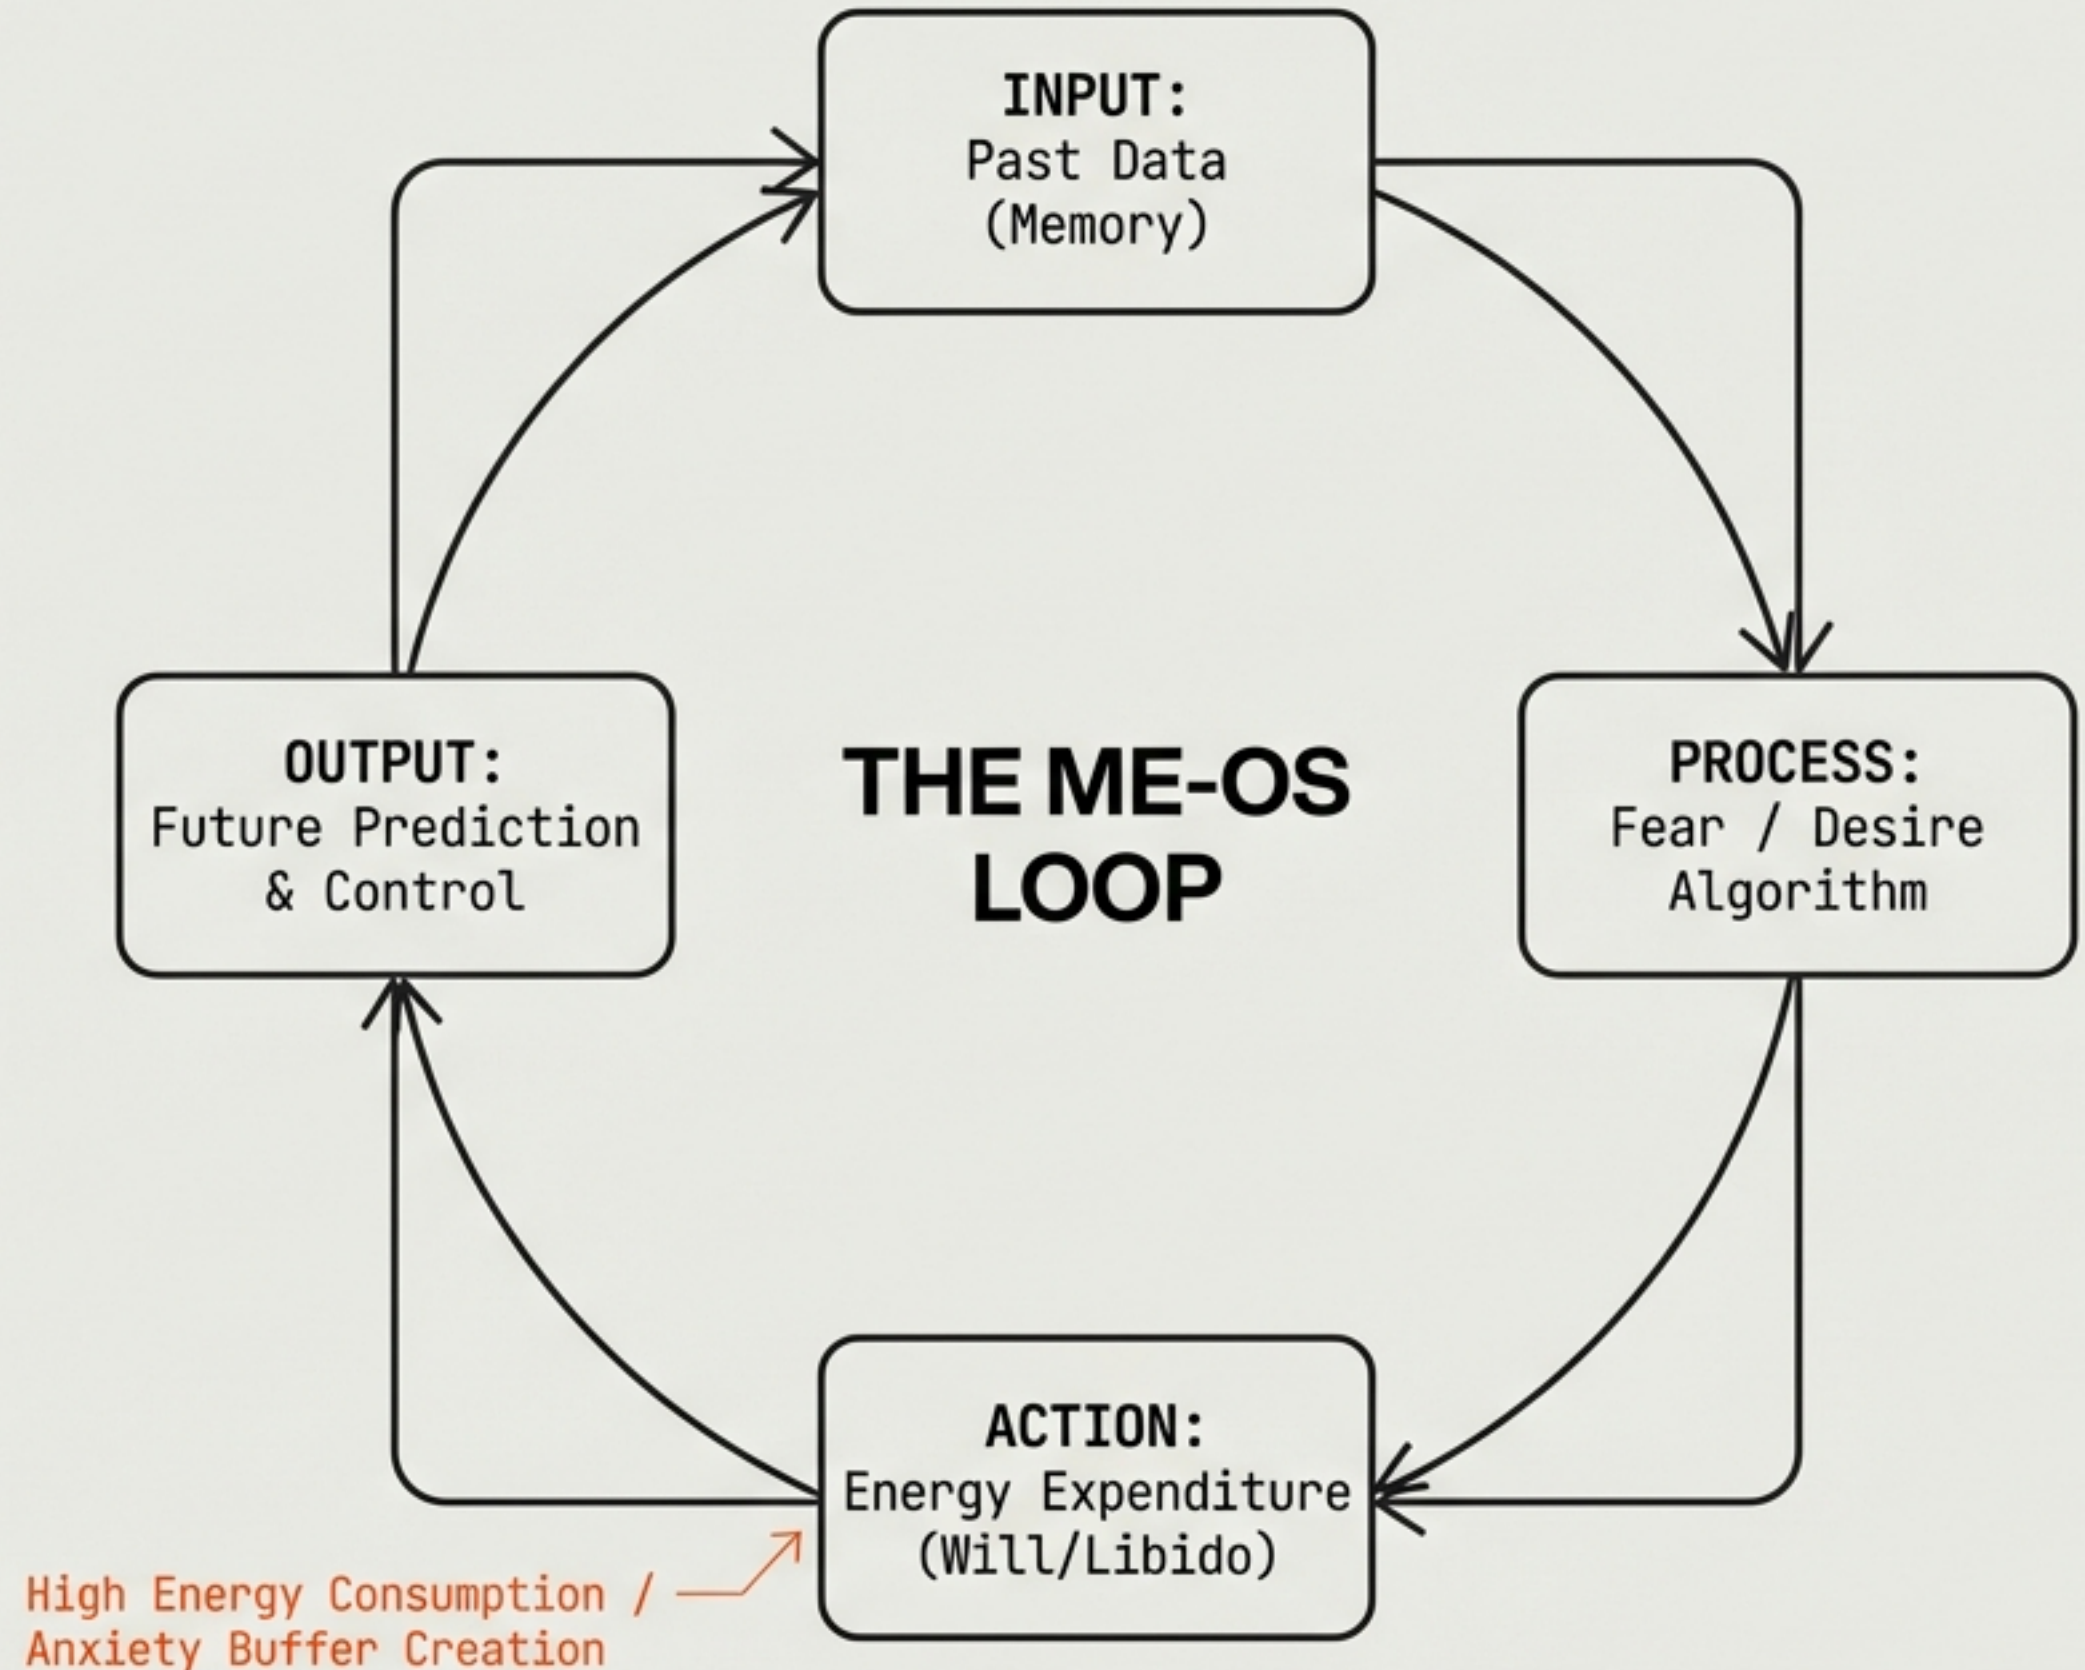 INPUT:
Past Data
(Memory)
OUTPUT:
Future Prediction
& Control
THE ME-OS
LOOP
PROCESS:
Fear / Desire
Algorithm
ACTION:
Energy Expenditure
(Will/Libido)
High Energy Consumption /
Anxiety Buffer Creation